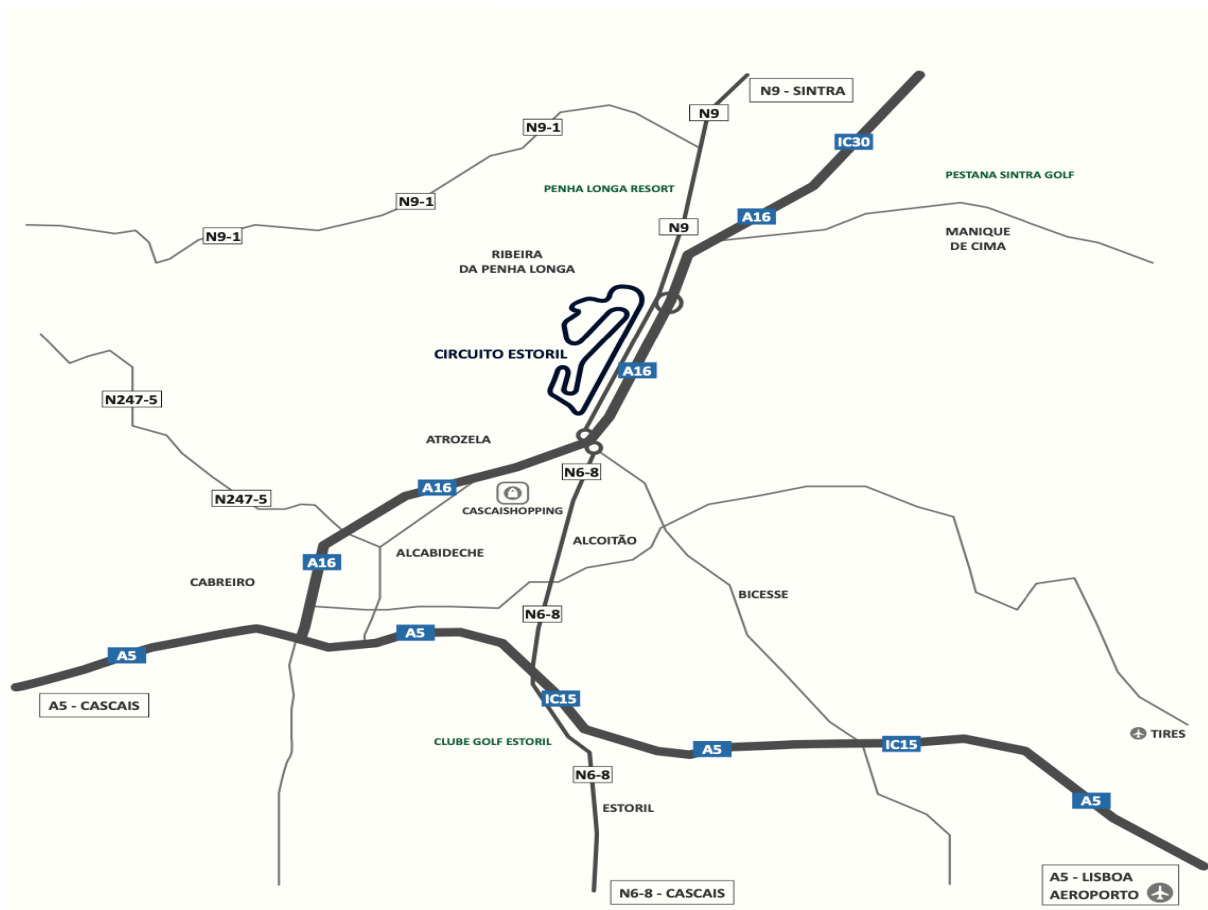 N9 - SINTRA
N9
N9-1
IC30
PENHA LONGA RESORT
PESTANA SINTRA GOLF
N9-1
A16
N9
N9-1
MANIQUE
DE CIMA
RIBEIRA
DA PENHA LONGA
CIRCUITO ESTORIL
A16
N247-5
ATROZELA
N6-8
A16
N247-5
CASCAISHOPPING
ALCOITÃO
ALCABIDECHE
A16
CABREIRO
BICESSE
N6-8
A5
A5
IC15
A5 - CASCAIS
TIRES
CLUBE GOLF ESTORIL
A5
IC15
N6-8
A5
ESTORIL
A5 - LISBOA
AEROPORTO
N6-8 - CASCAIS